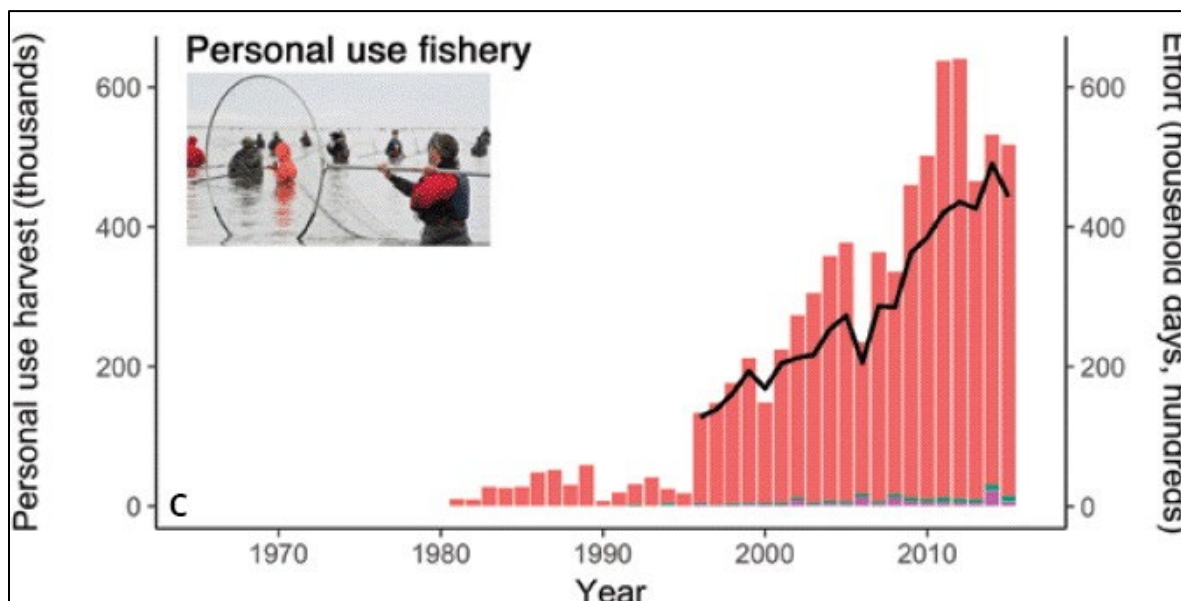 Personal use fishery
Personal use harvest (thousands)
600
400
200
0
600
400
200
0
Effort (household days, hundreds)
C
1970
1980
1990
2000
2010
Year